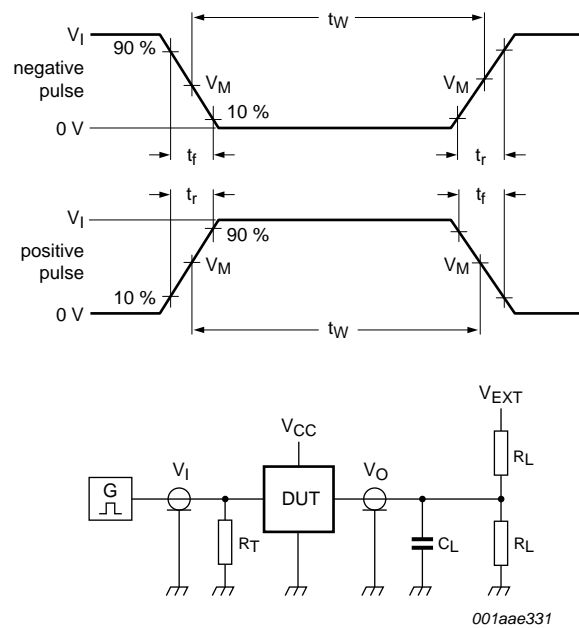 V_I
t_W
90 %
negative
pulse
V_M
V_M
10 %
0 V
t_f
t_r
t_r
t_f
V_I
90 %
positive
pulse
V_M
V_M
10 %
0 V
t_W
V_EXT
V_CC
R_L
V_I
V_O
G
DUT
R_T
C_L
R_L
001aae331